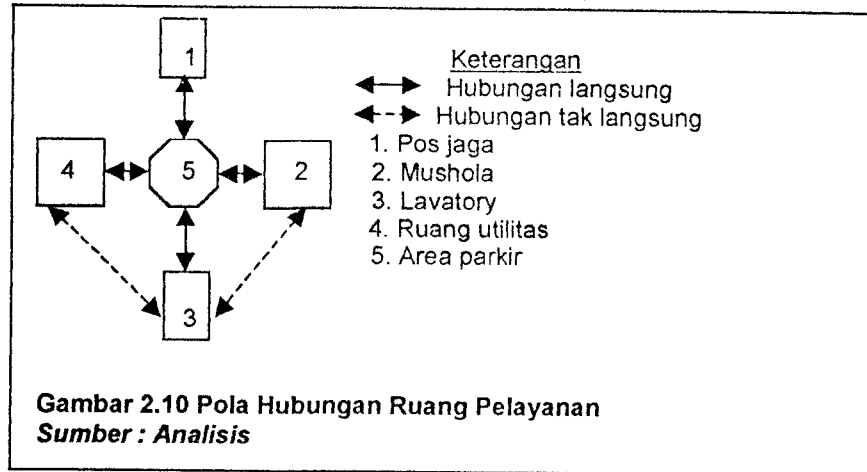 1
Keterangan
Hubungan langsung
Hubungan tak langsung
1. Pos jaga
2. Mushola
3. Lavatory
4. Ruang utilitas
5. Area parkir
4
5
2
3
Gambar 2.10 Pola Hubungan Ruang Pelayanan
Sumber : Analisis